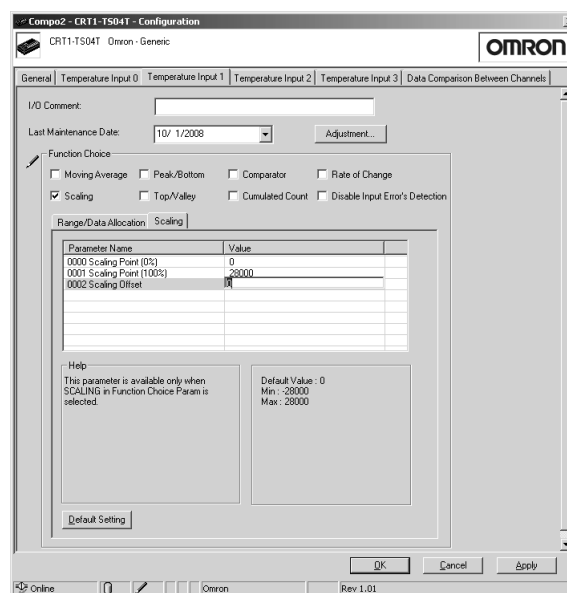 Compo2 - CRT1-TS04T - Configuration
CRT1-TS04T Omron - Generic
OMRON
General Temperature Input 0 Temperature Input 1 Temperature Input 2 Temperature Input 3 Data Comparison Between Channels
I/O Comment:
Last Maintenance Date: 10/ 1/2008 Adjustment...
Function Choice
Moving Average Peak/Bottom Comparator Rate of Change
Scaling Top/Valley Cumulated Count Disable Input Error's Detection
Range/Data Allocation Scaling
Parameter Name Value
0000 Scaling Point (0%) 0
0001 Scaling Point (100%) 28000
0002 Scaling Offset 0
Help
This parameter is available only when
SCALING in Function Choice Param is
selected.
Default Value : 0
Min : -28000
Max : 28000
Default Setting
OK Cancel Apply
Online Omron Rev 1.01